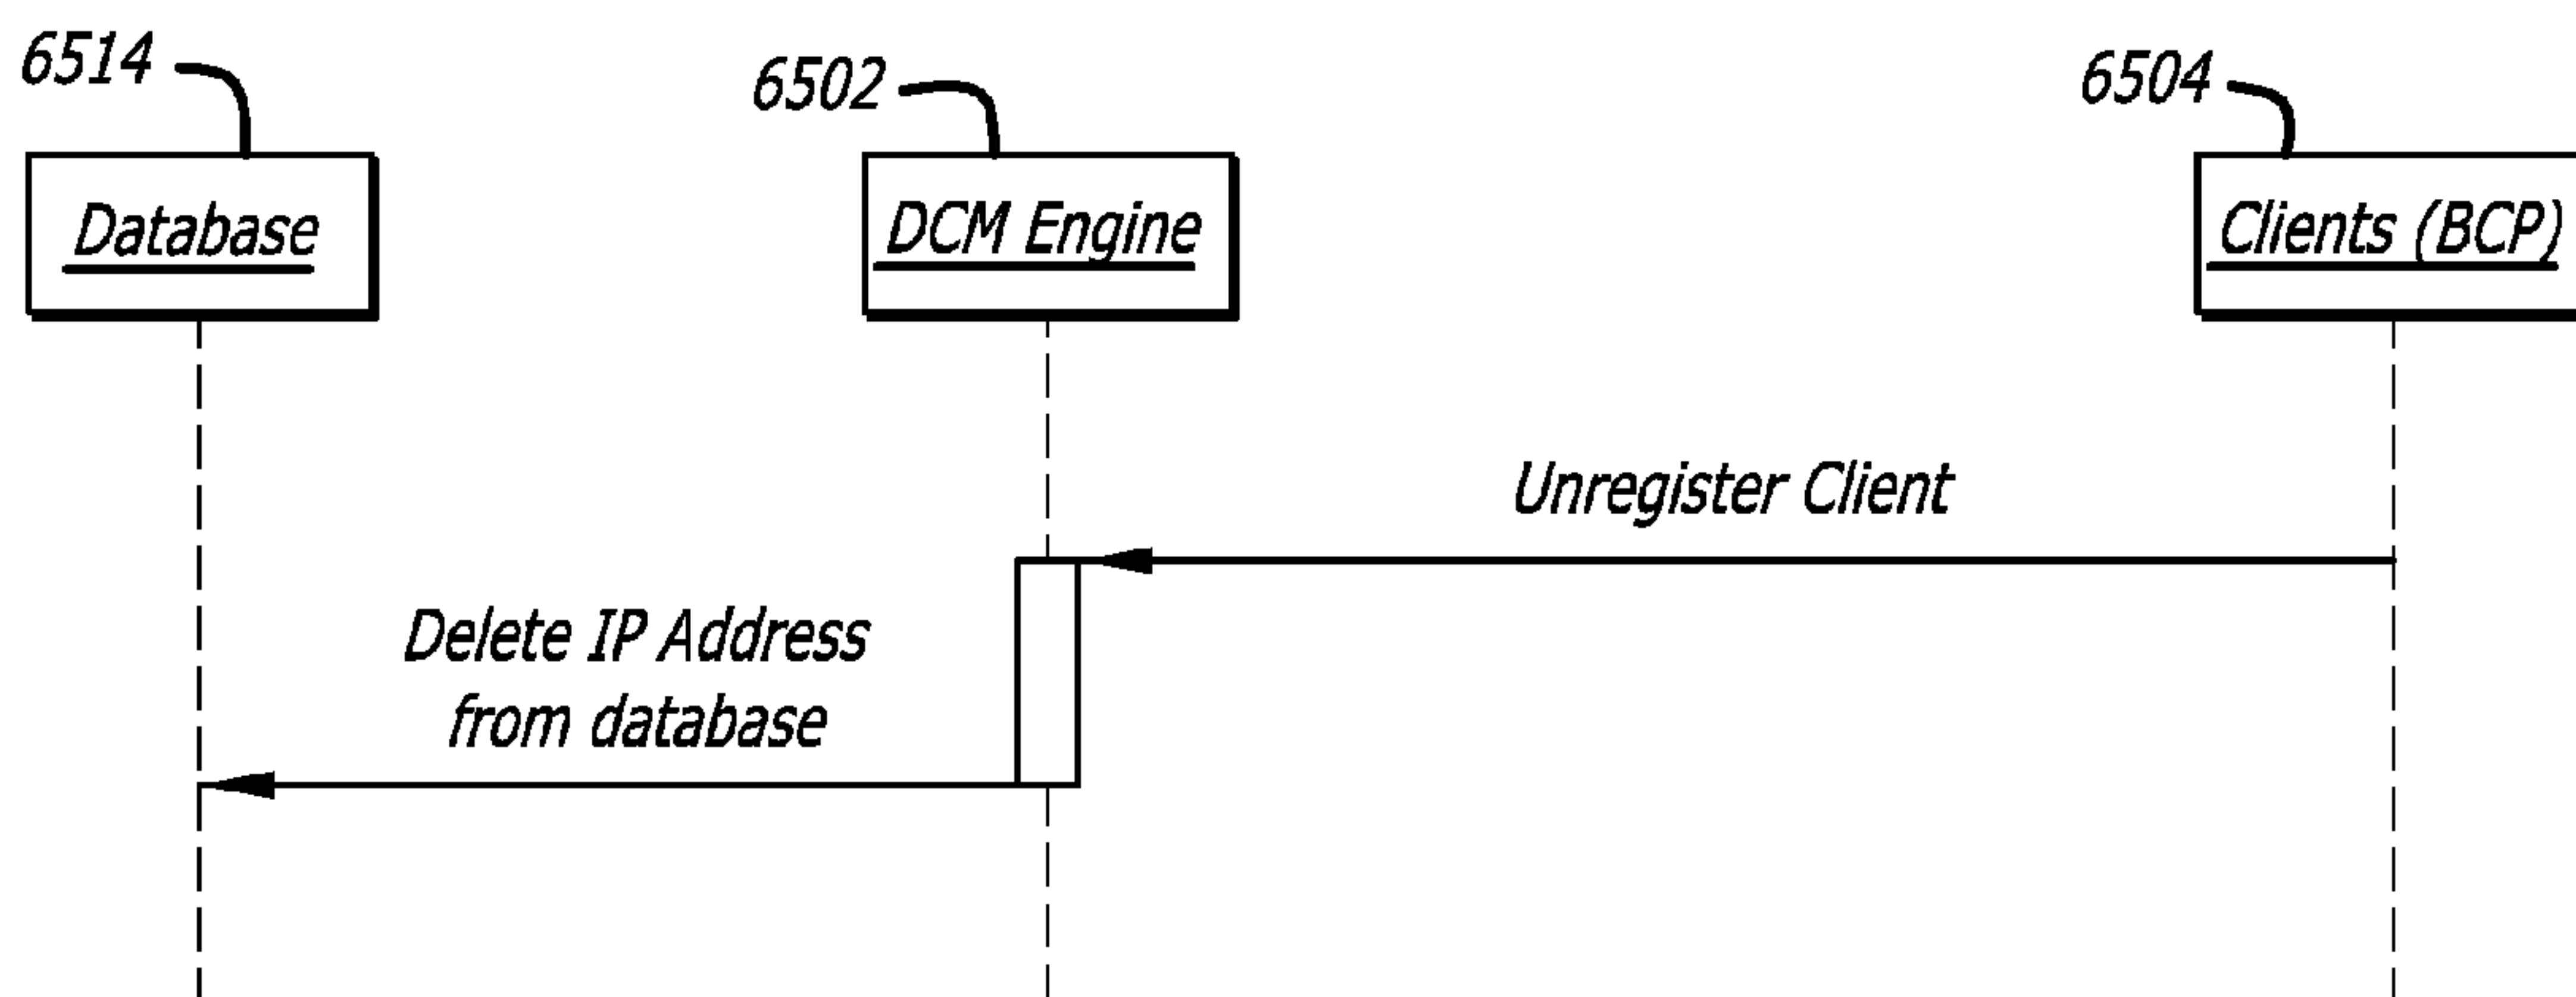 6514
6502
6504
Database
DCM Engine
Clients (BCP)
Unregister Client
Delete IP Address
from database